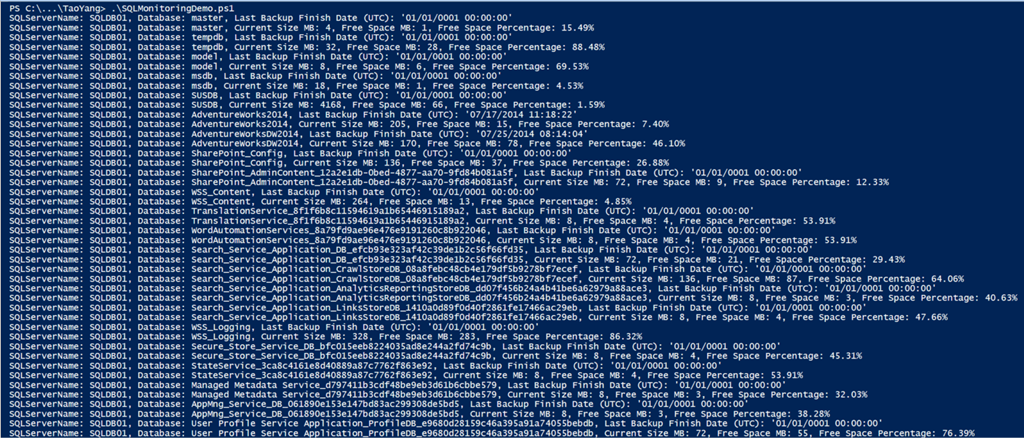 PS C:\...\TaoYang> .\SQLMonitoringDemo.ps1
SQLServerName: SQLDB01, Database: master, Last Backup Finish Date (UTC): '01/01/0001 00:00:00'
SQLServerName: SQLDB01, Database: master, Current Size MB: 4, Free Space MB: 1, Free Space Percentage: 15.49%
SQLServerName: SQLDB01, Database: tempdb, Last Backup Finish Date (UTC): '01/01/0001 00:00:00'
SQLServerName: SQLDB01, Database: tempdb, Current Size MB: 32, Free Space MB: 28, Free Space Percentage: 88.48%
SQLServerName: SQLDB01, Database: model, Last Backup Finish Date (UTC): '01/01/0001 00:00:00'
SQLServerName: SQLDB01, Database: model, Current Size MB: 8, Free Space MB: 6, Free Space Percentage: 69.53%
SQLServerName: SQLDB01, Database: msdb, Last Backup Finish Date (UTC): '01/01/0001 00:00:00'
SQLServerName: SQLDB01, Database: msdb, Current Size MB: 18, Free Space MB: 1, Free Space Percentage: 4.53%
SQLServerName: SQLDB01, Database: SUSDB, Last Backup Finish Date (UTC): '01/01/0001 00:00:00'
SQLServerName: SQLDB01, Database: SUSDB, Current Size MB: 4168, Free Space MB: 66, Free Space Percentage: 1.59%
SQLServerName: SQLDB01, Database: AdventureWorks2014, Last Backup Finish Date (UTC): '07/17/2014 11:18:22'
SQLServerName: SQLDB01, Database: AdventureWorks2014, Current Size MB: 205, Free Space MB: 15, Free Space Percentage: 7.40%
SQLServerName: SQLDB01, Database: AdventureWorksDW2014, Last Backup Finish Date (UTC): '07/25/2014 08:14:04'
SQLServerName: SQLDB01, Database: AdventureWorksDW2014, Current Size MB: 170, Free Space MB: 78, Free Space Percentage: 46.10%
SQLServerName: SQLDB01, Database: SharePoint_Config, Last Backup Finish Date (UTC): '01/01/0001 00:00:00'
SQLServerName: SQLDB01, Database: SharePoint_Config, Current Size MB: 136, Free Space MB: 37, Free Space Percentage: 26.88%
SQLServerName: SQLDB01, Database: SharePoint_AdminContent_12a2e1db-0bed-4877-aa70-9fd84b081a5f, Last Backup Finish Date (UTC): '01/01/0001 00:00:00'
SQLServerName: SQLDB01, Database: SharePoint_AdminContent_12a2e1db-0bed-4877-aa70-9fd84b081a5f, Current Size MB: 72, Free Space MB: 9, Free Space Percentage: 12.33%
SQLServerName: SQLDB01, Database: WSS_Content, Last Backup Finish Date (UTC): '01/01/0001 00:00:00'
SQLServerName: SQLDB01, Database: WSS_Content, Current Size MB: 264, Free Space MB: 13, Free Space Percentage: 4.85%
SQLServerName: SQLDB01, Database: TranslationService_8f1f6b8c11594619a1b65446915189a2, Last Backup Finish Date (UTC): '01/01/0001 00:00:00'
SQLServerName: SQLDB01, Database: TranslationService_8f1f6b8c11594619a1b65446915189a2, Current Size MB: 8, Free Space MB: 4, Free Space Percentage: 53.91%
SQLServerName: SQLDB01, Database: WordAutomationServices_8a79fd9ae96e476e9191260c8b922046, Last Backup Finish Date (UTC): '01/01/0001 00:00:00'
SQLServerName: SQLDB01, Database: WordAutomationServices_8a79fd9ae96e476e9191260c8b922046, Current Size MB: 8, Free Space MB: 4, Free Space Percentage: 53.91%
SQLServerName: SQLDB01, Database: Search_Service_Application_DB_efcb93e323af42c39de1b2c56f66fd35, Last Backup Finish Date (UTC): '01/01/0001 00:00:00'
SQLServerName: SQLDB01, Database: Search_Service_Application_DB_efcb93e323af42c39de1b2c56f66fd35, Current Size MB: 72, Free Space MB: 21, Free Space Percentage: 29.43%
SQLServerName: SQLDB01, Database: Search_Service_Application_CrawlStoreDB_08a8febc48cb4e179df5b9278bf7ecef, Last Backup Finish Date (UTC): '01/01/0001 00:00:00'
SQLServerName: SQLDB01, Database: Search_Service_Application_CrawlStoreDB_08a8febc48cb4e179df5b9278bf7ecef, Current Size MB: 136, Free Space MB: 87, Free Space Percentage: 64.06%
SQLServerName: SQLDB01, Database: Search_Service_Application_AnalyticsReportingStoreDB_dd07f456b24a4b41be6a62979a88ace3, Last Backup Finish Date (UTC): '01/01/0001 00:00:00'
SQLServerName: SQLDB01, Database: Search_Service_Application_AnalyticsReportingStoreDB_dd07f456b24a4b41be6a62979a88ace3, Current Size MB: 8, Free Space MB: 3, Free Space Percentage: 40.63%
SQLServerName: SQLDB01, Database: Search_Service_Application_LinksStoreDB_1410a0d89f0d40f2861fe17466ac29eb, Last Backup Finish Date (UTC): '01/01/0001 00:00:00'
SQLServerName: SQLDB01, Database: Search_Service_Application_LinksStoreDB_1410a0d89f0d40f2861fe17466ac29eb, Current Size MB: 8, Free Space MB: 4, Free Space Percentage: 47.66%
SQLServerName: SQLDB01, Database: WSS_Logging, Last Backup Finish Date (UTC): '01/01/0001 00:00:00'
SQLServerName: SQLDB01, Database: WSS_Logging, Current Size MB: 328, Free Space MB: 283, Free Space Percentage: 86.32%
SQLServerName: SQLDB01, Database: Secure_Store_Service_DB_bfc015eeb8224035ad8e244a2fd74c9b, Last Backup Finish Date (UTC): '01/01/0001 00:00:00'
SQLServerName: SQLDB01, Database: Secure_Store_Service_DB_bfc015eeb8224035ad8e244a2fd74c9b, Current Size MB: 8, Free Space MB: 4, Free Space Percentage: 45.31%
SQLServerName: SQLDB01, Database: StateService_3ca8c4161e8d40889a87c7762f863e92, Last Backup Finish Date (UTC): '01/01/0001 00:00:00'
SQLServerName: SQLDB01, Database: StateService_3ca8c4161e8d40889a87c7762f863e92, Current Size MB: 8, Free Space MB: 4, Free Space Percentage: 53.91%
SQLServerName: SQLDB01, Database: Managed Metadata Service_d797411b3cdf48be9eb3d61b6cbbe579, Last Backup Finish Date (UTC): '01/01/0001 00:00:00'
SQLServerName: SQLDB01, Database: Managed Metadata Service_d797411b3cdf48be9eb3d61b6cbbe579, Current Size MB: 8, Free Space MB: 3, Free Space Percentage: 32.03%
SQLServerName: SQLDB01, Database: AppMng_Service_DB_061890e153e147bd83ac299308de5bd5, Last Backup Finish Date (UTC): '01/01/0001 00:00:00'
SQLServerName: SQLDB01, Database: AppMng_Service_DB_061890e153e147bd83ac299308de5bd5, Current Size MB: 8, Free Space MB: 3, Free Space Percentage: 38.28%
SQLServerName: SQLDB01, Database: User Profile Service Application_ProfileDB_e9680d28159c46a395a91a74055bebdb, Last Backup Finish Date (UTC): '01/01/0001 00:00:00'
SQLServerName: SQLDB01, Database: User Profile Service Application_ProfileDB_e9680d28159c46a395a91a74055bebdb, Current Size MB: 72, Free Space MB: 55, Free Space Percentage: 76.39%